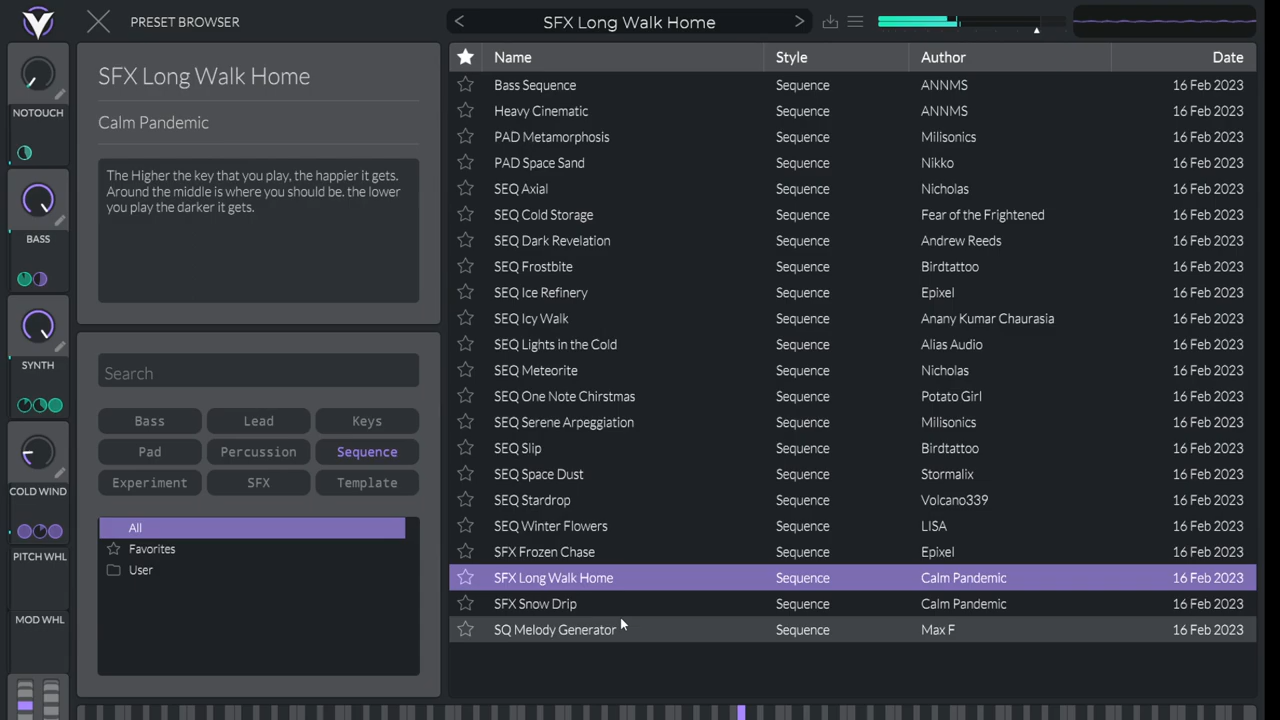 PRESET BROWSER
SFX Long Walk Home
SFX Long Walk Home
Calm Pandemic
The Higher the key that you play, the happier it gets.
Around the middle is where you should be. the lower
you play the darker it gets.
NOTOUCH
BASS
SYNTH
COLD WIND
PITCH WHL
MOD WHL
Search
Bass Lead Keys
Pad Percussion Sequence
Experiment SFX Template
All
Favorites
User
Name Style Author Date
Bass Sequence Sequence ANNMS 16 Feb 2023
Heavy Cinematic Sequence ANNMS 16 Feb 2023
PAD Metamorphosis Sequence Milisonics 16 Feb 2023
PAD Space Sand Sequence Nikko 16 Feb 2023
SEQ Axial Sequence Nicholas 16 Feb 2023
SEQ Cold Storage Sequence Fear of the Frightened 16 Feb 2023
SEQ Dark Revelation Sequence Andrew Reeds 16 Feb 2023
SEQ Frostbite Sequence Birdtattoo 16 Feb 2023
SEQ Ice Refinery Sequence Epixel 16 Feb 2023
SEQ Icy Walk Sequence Anany Kumar Chaurasia 16 Feb 2023
SEQ Lights in the Cold Sequence Alias Audio 16 Feb 2023
SEQ Meteorite Sequence Nicholas 16 Feb 2023
SEQ One Note Chirstmas Sequence Potato Girl 16 Feb 2023
SEQ Serene Arpeggiation Sequence Milisonics 16 Feb 2023
SEQ Slip Sequence Birdtattoo 16 Feb 2023
SEQ Space Dust Sequence Stormalix 16 Feb 2023
SEQ Stardrop Sequence Volcano339 16 Feb 2023
SEQ Winter Flowers Sequence LISA 16 Feb 2023
SFX Frozen Chase Sequence Epixel 16 Feb 2023
SFX Long Walk Home Sequence Calm Pandemic 16 Feb 2023
SFX Snow Drip Sequence Calm Pandemic 16 Feb 2023
SQ Melody Generator Sequence Max F 16 Feb 2023